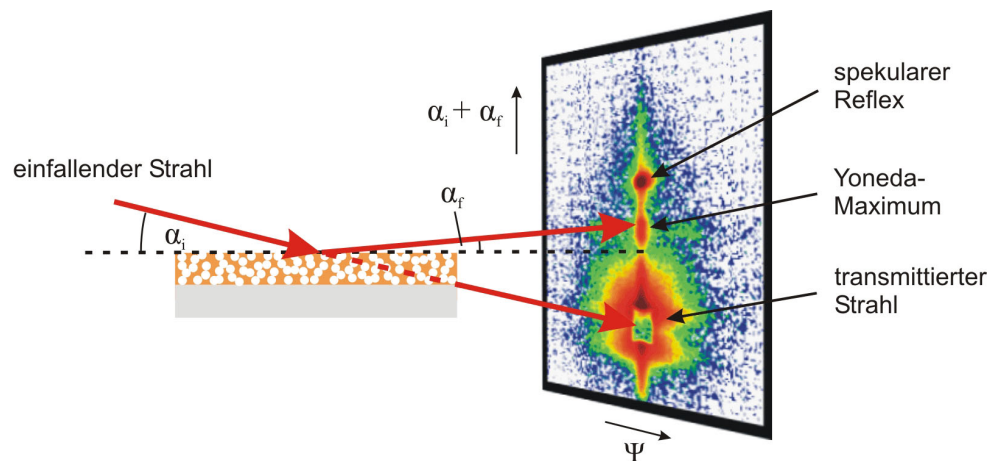 spekularer
Reflex
αi + αf
einfallender Strahl
αf
Yoneda-
Maximum
αi
transmittierter
Strahl
Ψ